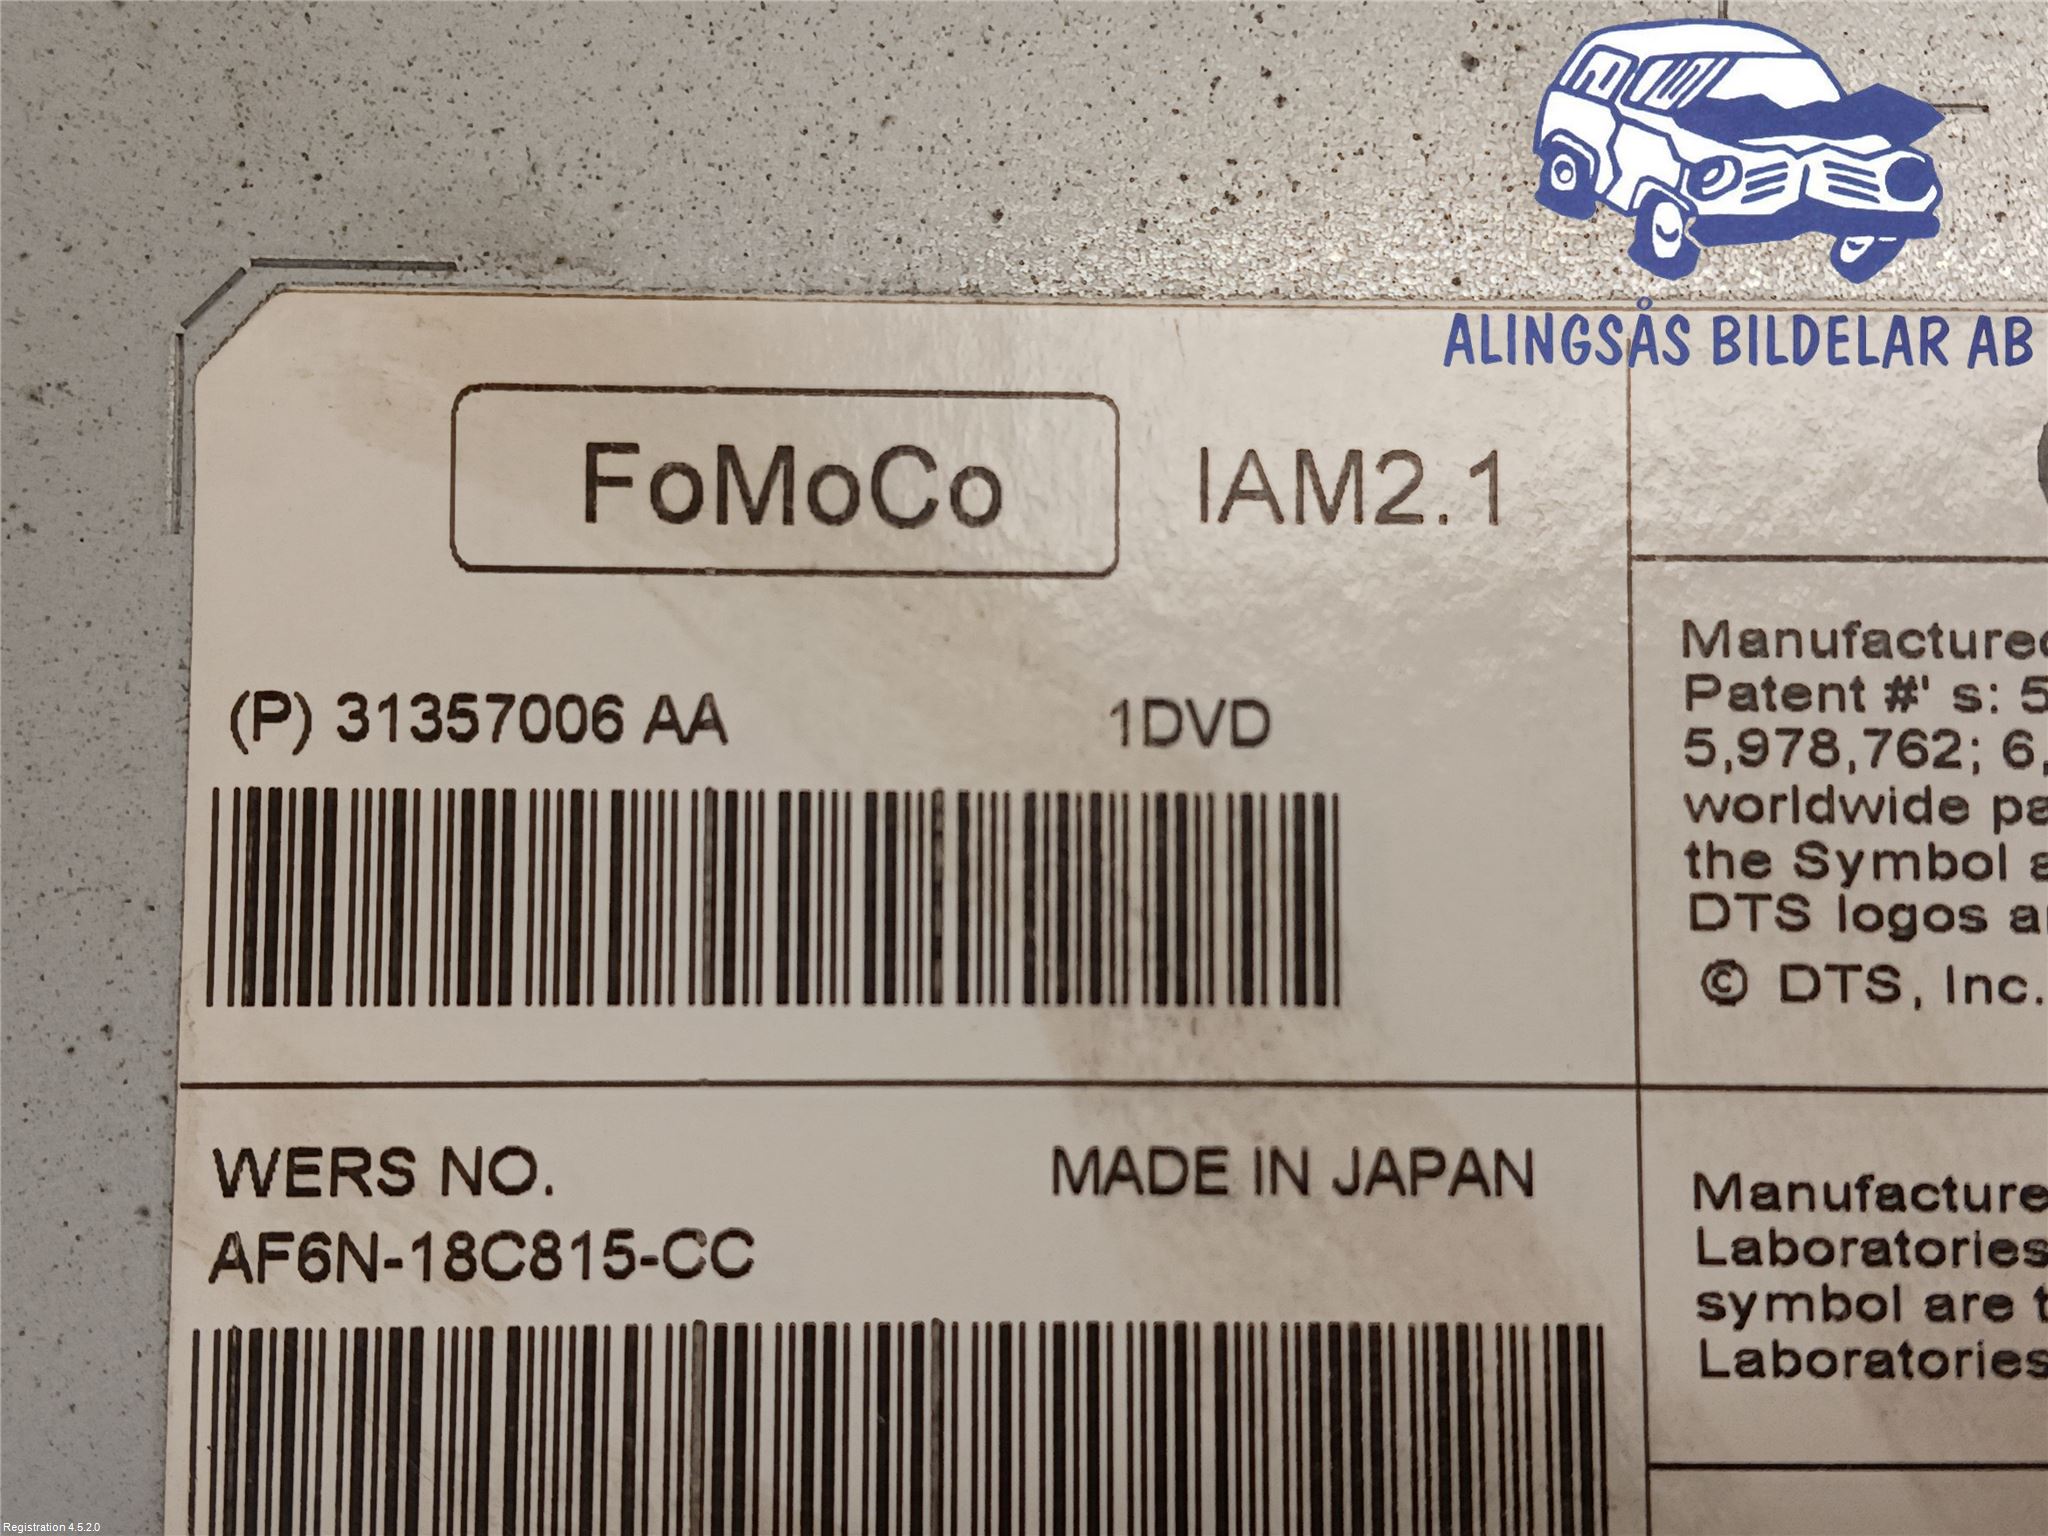 ALINGSÅS BILDELAR AB
FoMoCo IAM2.1
(P) 31357006 AA 1DVD
WERS NO. MADE IN JAPAN
AF6N-18C815-CC
Manufactured
Patent #' s: 5
5,978,762; 6,
worldwide
the Symbol
DTS logos
© DTS, Inc.
Manufacture
Laboratories
symbol are
Laboratories
Registration 4.5.2.0